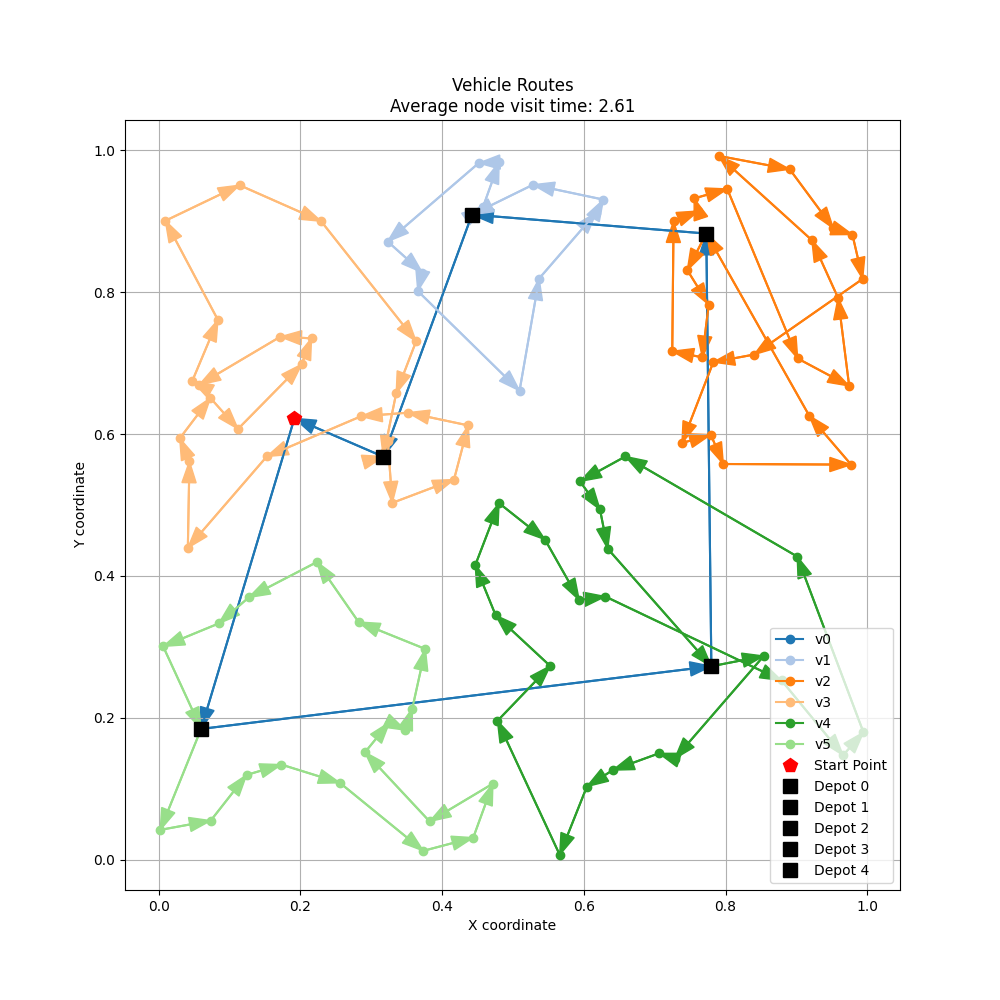 Vehicle Routes
Average node visit time: 2.61
Y coordinate
1.0
0.8
0.6
0.4
0.2
0.0
0.0
0.2
0.4
0.6
0.8
1.0
X coordinate
v0
v1
v2
v3
v4
v5
Start Point
Depot 0
Depot 1
Depot 2
Depot 3
Depot 4